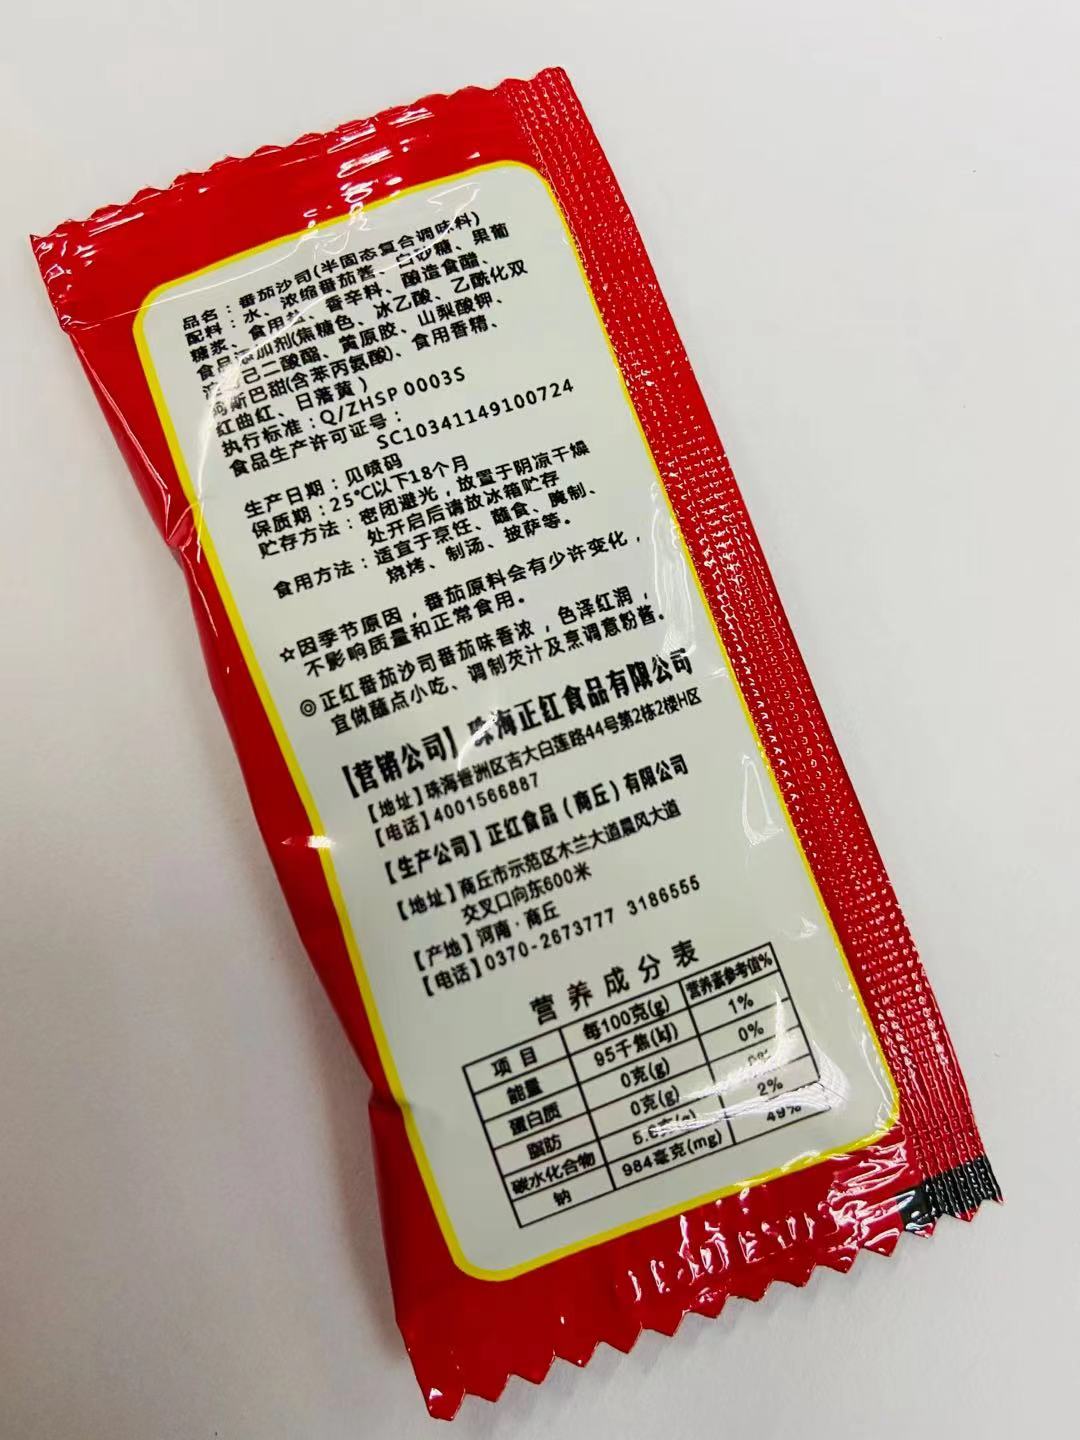 品名：番茄沙司(半固态复合调味料)
配料：水、浓缩番茄酱、白砂糖、果葡
糖浆、食用盐、香辛料、酿造食醋、
食品添加剂(焦糖色、冰乙酸、乙酰化双
己二酸酯、黄原胶、山梨酸钾、
阿斯巴甜(含苯丙氨酸)、食用香精、
红曲红、日落黄）
执行标准：Q/ZHSP 0003S
食品生产许可证号：
SC10341149100724
生产日期：见喷码
保质期：25℃以下18个月
贮存方法：密闭避光，放置于阴凉干燥
处开启后请放冰箱贮存
食用方法：适宜于烹饪、蘸食、腌制、
烧烤、制汤、披萨等。
☆因季节原因，番茄原料会有少许变化，
不影响质量和正常食用。
◎正红番茄沙司番茄味香浓，色泽红润，
宜做蘸点小吃、调制芡汁及烹调意粉酱。
【营销公司】珠海正红食品有限公司
【地址】珠海香洲区吉大白莲路44号第2栋2楼H区
【电话】4001566887
【生产公司】正红食品（商丘）有限公司
【地址】商丘市示范区木兰大道晨风大道
交叉口向东600米
【产地】河南·商丘
【电话】0370-2673777 3186555
营养成分表
项目 每100克(g) 营养素参考值%
能量 95千焦(kJ) 1%
蛋白质 0克(g) 0%
脂肪 0克(g) 0%
碳水化合物 2%
钠 984毫克(mg) 49%